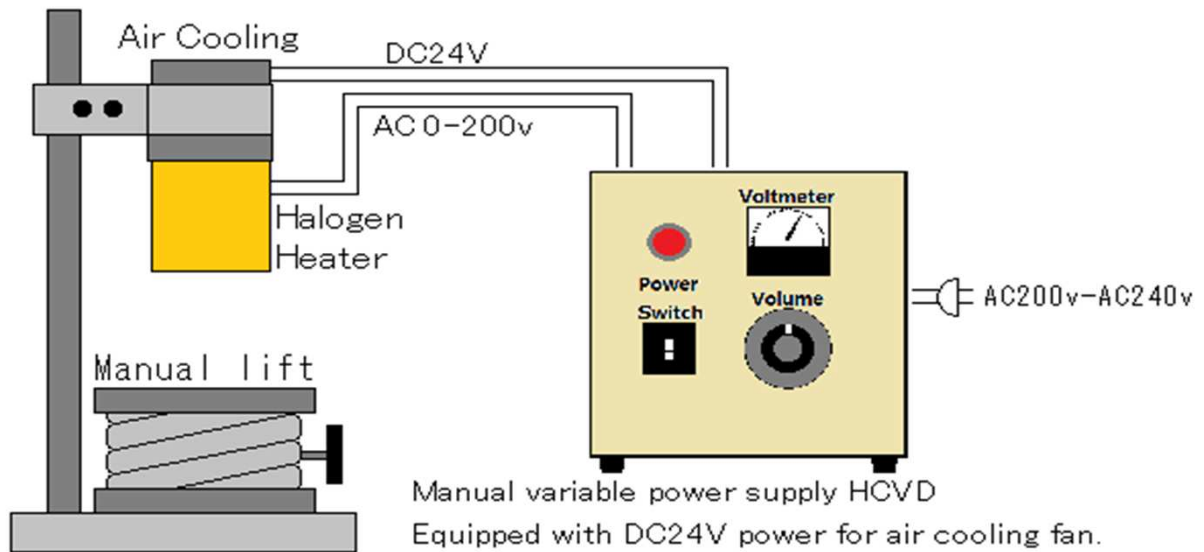 Air Cooling
DC24V
AC 0-200v
Halogen
Heater
Voltmeter
Power
Volume
Switch
AC200v-AC240v
Manual lift
Manual variable power supply HCVD
Equipped with DC24V power for air cooling fan.